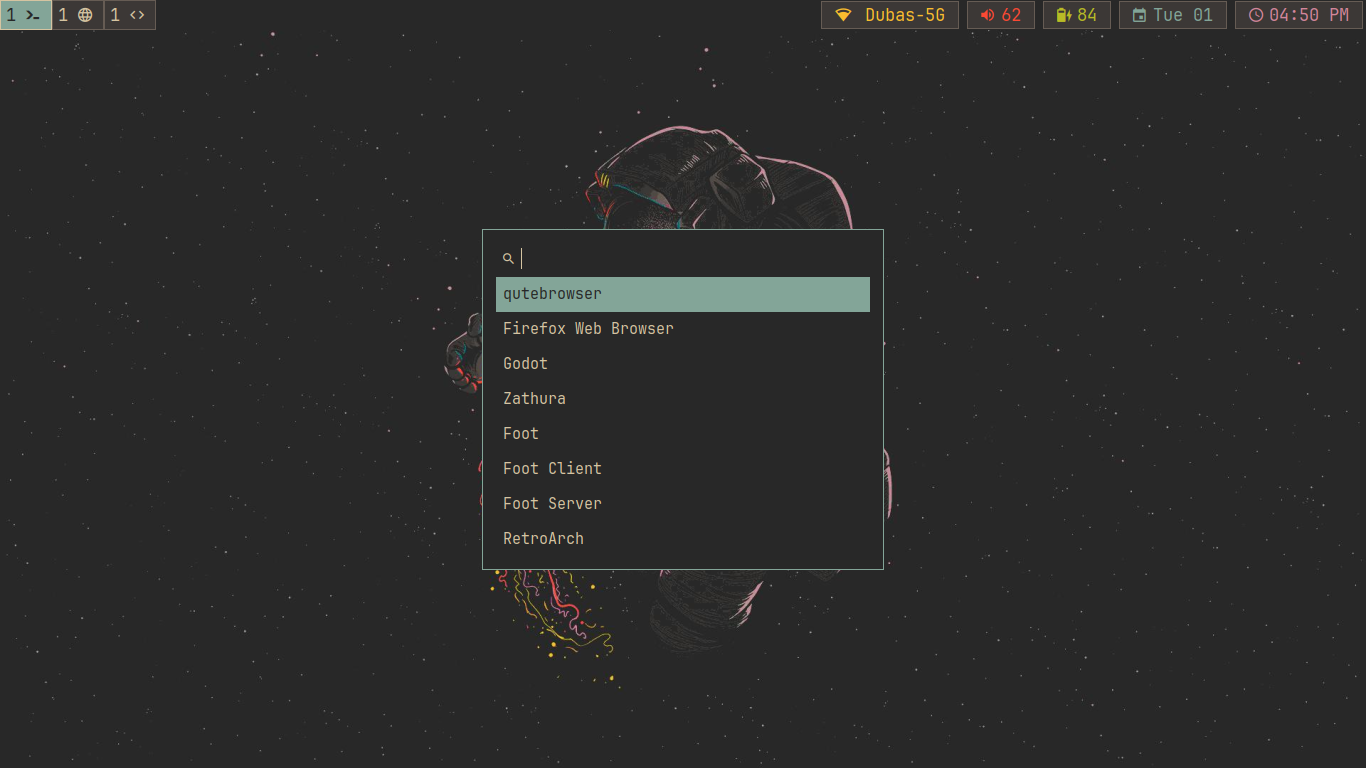 1 1 1 Dubas-5G 62 84 Tue 01 04:50 PM
qutebrowser
Firefox Web Browser
Godot
Zathura
Foot
Foot Client
Foot Server
RetroArch